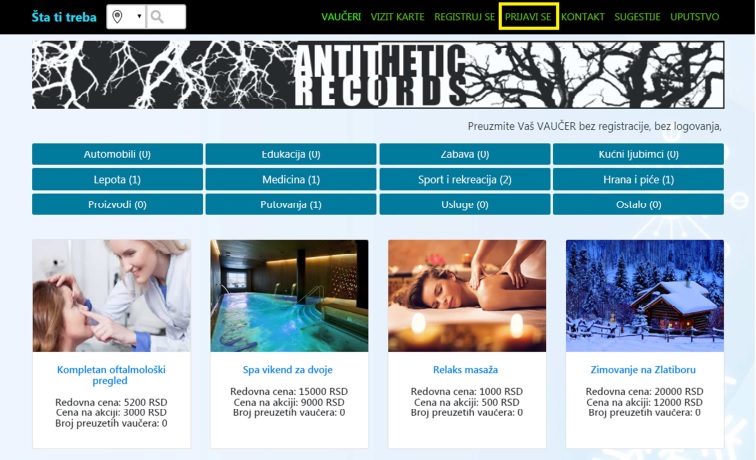 Šta ti treba
VAUČERI VIZIT KARTE REGISTRUJ SE PRIJAVI SE KONTAKT SUGESTIJE UPUTSTVO
ANTITHETIC
RECORDS
Preuzmite Vaš VAUČER bez registracije, bez logovanja,
Automobili (0) Edukacija (0) Zabava (0) Kućni ljubimci (0)
Lepota (1) Medicina (1) Sport i rekreacija (2) Hrana i piće (1)
Proizvodi (0) Putovanja (1) Usluge (0) Ostalo (0)
Kompletan oftalmološki
pregled
Redovna cena: 5200 RSD
Cena na akciji: 3000 RSD
Broj preuzetih vaučera: 0
Spa vikend za dvoje
Redovna cena: 15000 RSD
Cena na akciji: 9000 RSD
Broj preuzetih vaučera: 0
Relaks masaža
Redovna cena: 1000 RSD
Cena na akciji: 500 RSD
Broj preuzetih vaučera: 0
Zimovanje na Zlatiboru
Redovna cena: 20000 RSD
Cena na akciji: 12000 RSD
Broj preuzetih vaučera: 0